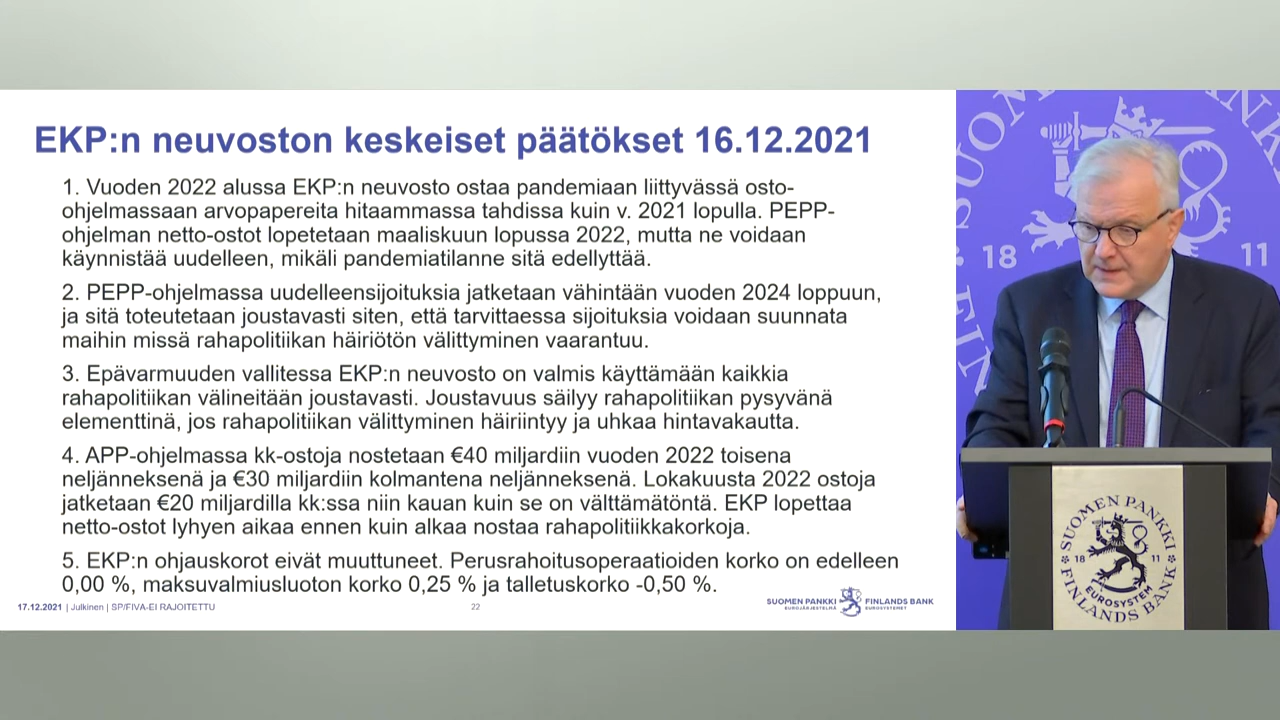 EKP:n neuvoston keskeiset päätökset 16.12.2021
1. Vuoden 2022 alussa EKP:n neuvosto ostaa pandemiaan liittyvässä osto-
ohjelmassaan arvopapereita hitaammassa tahdissa kuin v. 2021 lopulla. PEPP-
ohjelman netto-ostot lopetetaan maaliskuun lopussa 2022, mutta ne voidaan
käynnistää uudelleen, mikäli pandemiatilanne sitä edellyttää.
2. PEPP-ohjelmassa uudelleensijoituksia jatketaan vähintään vuoden 2024 loppuun,
ja sitä toteutetaan joustavasti siten, että tarvittaessa sijoituksia voidaan suunnata
maihin missä rahapolitiikan häiriötön välittyminen vaarantuu.
3. Epävarmuuden vallitessa EKP:n neuvosto on valmis käyttämään kaikkia
rahapolitiikan välineitään joustavasti. Joustavuus säilyy rahapolitiikan pysyvänä
elementtinä, jos rahapolitiikan välittyminen häiriintyy ja uhkaa hintavakautta.
4. APP-ohjelmassa kk-ostoja nostetaan €40 miljardiin vuoden 2022 toisena
neljänneksenä ja €30 miljardiin kolmantena neljänneksenä. Lokakuusta 2022 ostoja
jatketaan €20 miljardilla kk:ssa niin kauan kuin se on välttämätöntä. EKP lopettaa
netto-ostot lyhyen aikaa ennen kuin alkaa nostaa rahapolitiikkakorkoja.
5. EKP:n ohjauskorot eivät muuttuneet. Perusrahoitusoperaatioiden korko on edelleen
0,00 %, maksuvalmiusluoton korko 0,25 % ja talletuskorko -0,50 %.
17.12.2021 | Julkinen | SP/FIVA-EI RAJOITETTU
22
SUOMEN PANKKI FINLANDS BANK
EUROJÄRJESTELMÄ EUROSYSTEMET
18 11
SUOMEN PANKKI
18 11
EUROSYSTEM
FINLANDS BANK